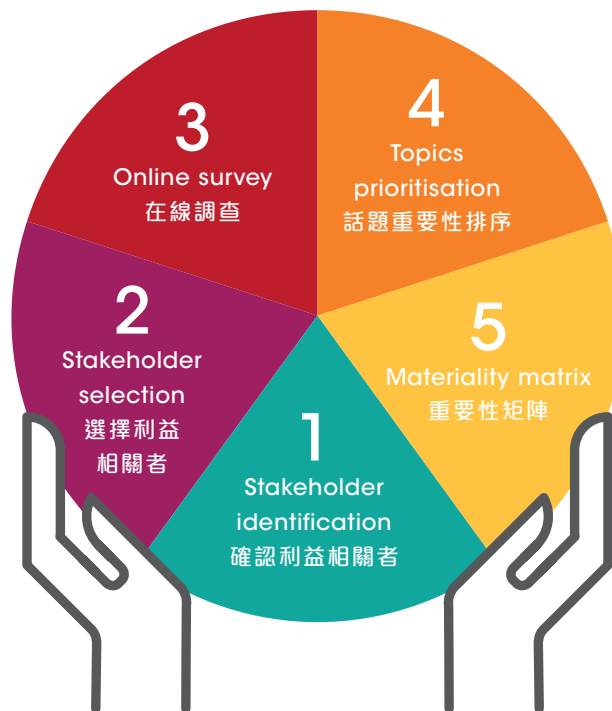 1
Stakeholder
identification
確認利益相關者
2
Stakeholder
selection
選擇利益
相關者
3
Online survey
在線調查
4
Topics
prioritisation
話題重要性排序
5
Materiality matrix
重要性矩陣